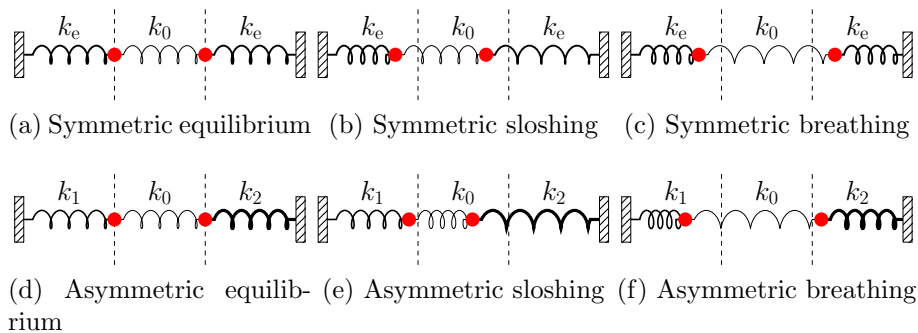 k_e k_0 k_e k_e k_0 k_e k_e k_0 k_e
(a) Symmetric equilibrium (b) Symmetric sloshing (c) Symmetric breathing
k_1 k_0 k_2 k_1 k_0 k_2 k_1 k_0 k_2
(d) Asymmetric equilib- (e) Asymmetric sloshing (f) Asymmetric breathing
rium